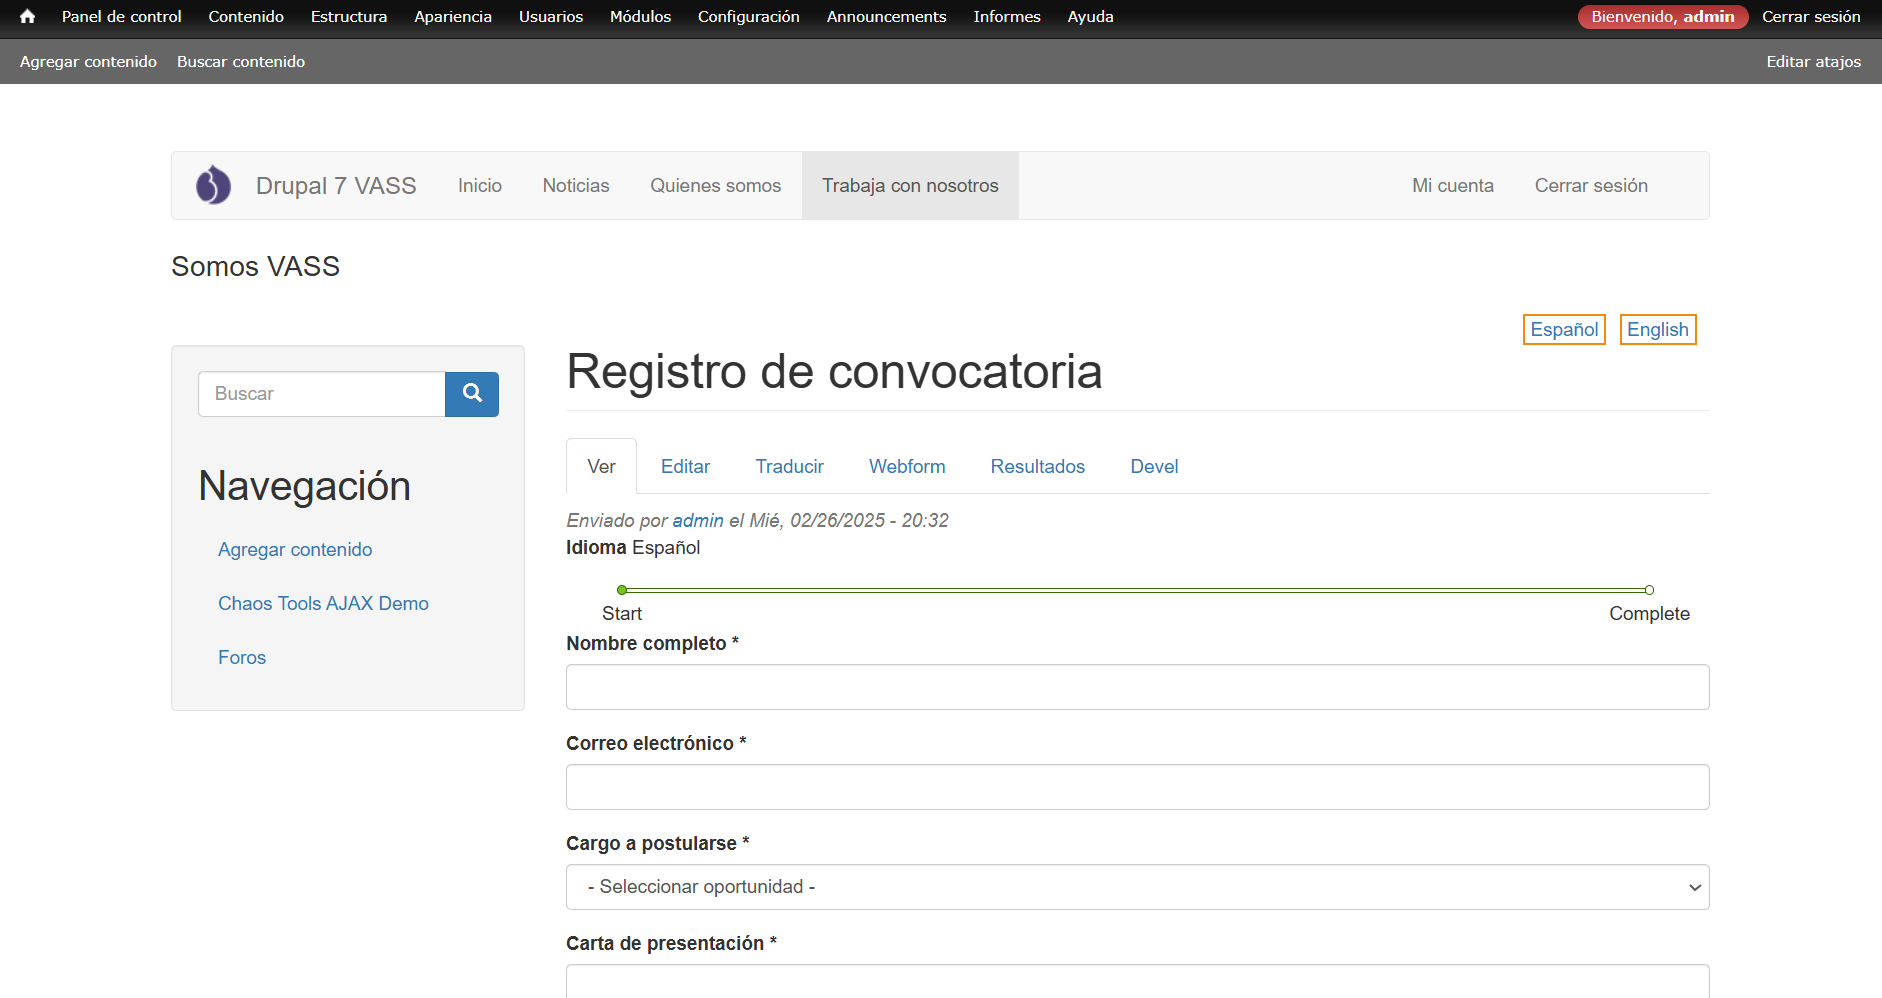 Panel de control Contenido Estructura Apariencia Usuarios Módulos Configuración Announcements Informes Ayuda Bienvenido, admin Cerrar sesión
Agregar contenido Buscar contenido Editar atajos
Drupal 7 VASS Inicio Noticias Quienes somos Trabaja con nosotros Mi cuenta Cerrar sesión
Somos VASS
Español English
Buscar
Navegación
Agregar contenido
Chaos Tools AJAX Demo
Foros
Registro de convocatoria
Ver Editar Traducir Webform Resultados Devel
Enviado por admin el Mié, 02/26/2025 - 20:32
Idioma Español
Start Complete
Nombre completo *
Correo electrónico *
Cargo a postularse *
- Seleccionar oportunidad -
Carta de presentación *